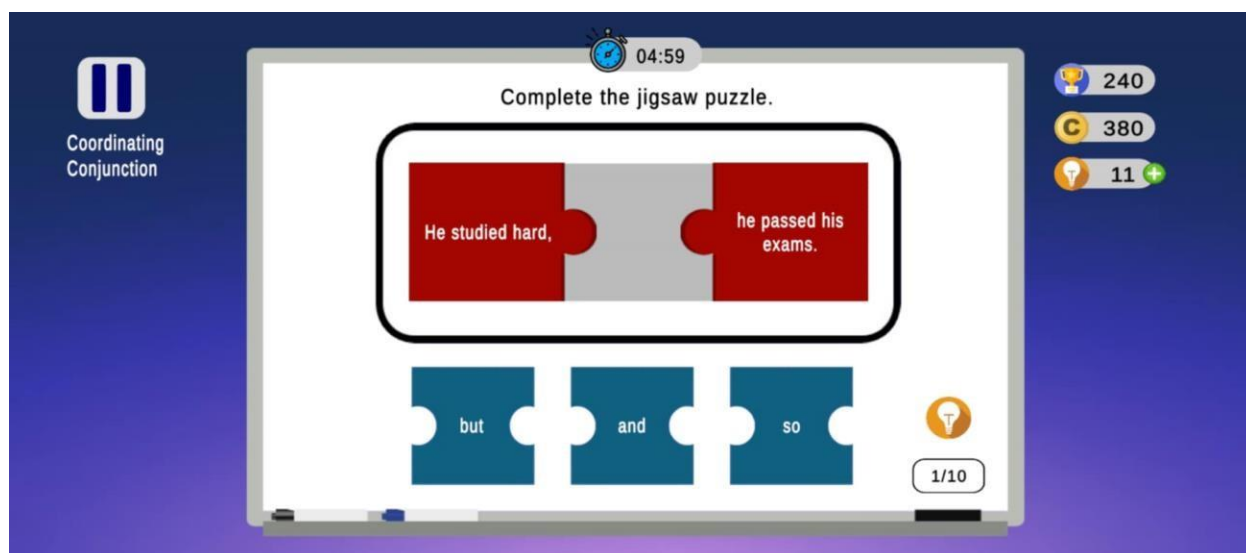 04:59
Complete the jigsaw puzzle.
Coordinating
Conjunction
240
C 380
11
He studied hard,
he passed his
exams.
but
and
so
1/10